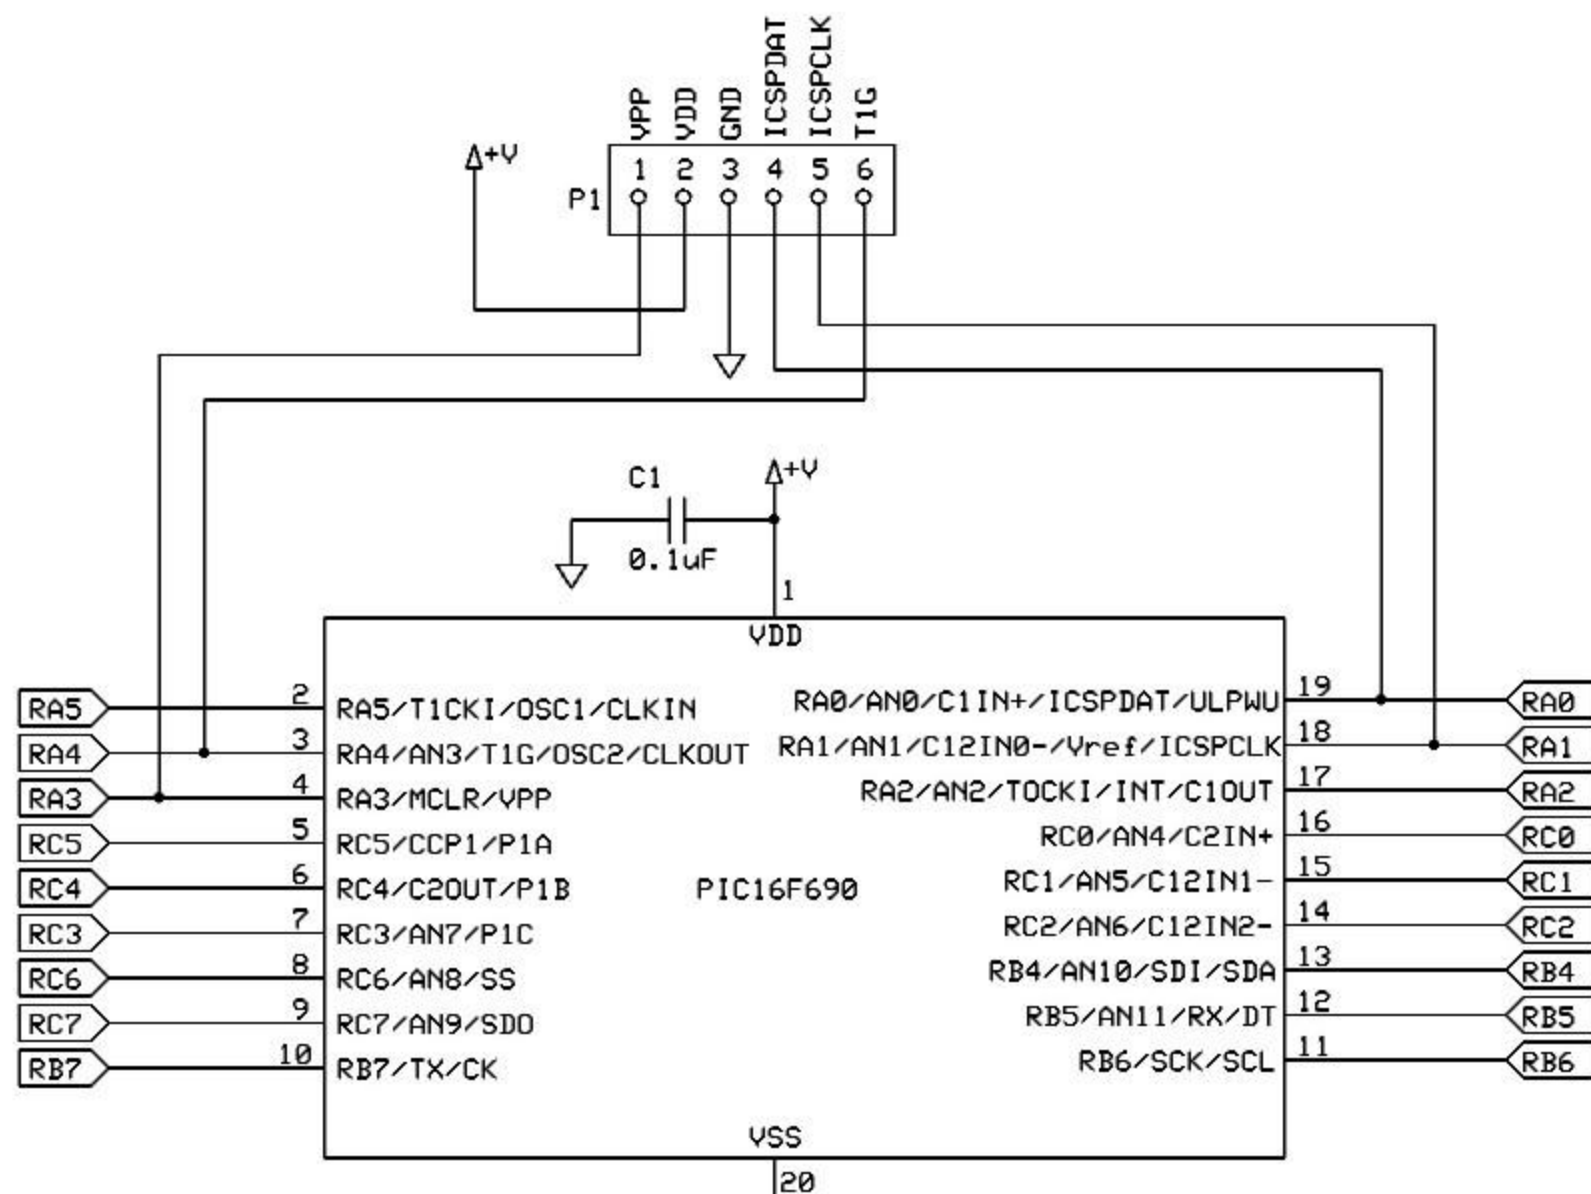 VPP
VDD
GND
ICSPDAT
ICSPCLK
T1G
+V
1 2 3 4 5 6
P1
C1
+V
0.1uF
1
VDD
RA5 2 RA5/T1CKI/OSC1/CLKIN
RA0/AN0/C1IN+/ICSPDAT/ULPWU 19 RA0
RA4 3 RA4/AN3/T1G/OSC2/CLKOUT
RA1/AN1/C12IN0-/Vref/ICSPCLK 18 RA1
RA3 4 RA3/MCLR/VPP
RA2/AN2/TOCKI/INT/C1OUT 17 RA2
RC5 5 RC5/CCP1/P1A
RC0/AN4/C2IN+ 16 RC0
RC4 6 RC4/C2OUT/P1B
PIC16F690
RC1/AN5/C12IN1- 15 RC1
RC3 7 RC3/AN7/P1C
RC2/AN6/C12IN2- 14 RC2
RC6 8 RC6/AN8/SS
RB4/AN10/SDI/SDA 13 RB4
RC7 9 RC7/AN9/SDO
RB5/AN11/RX/DT 12 RB5
RB7 10 RB7/TX/CK
RB6/SCK/SCL 11 RB6
VSS
20